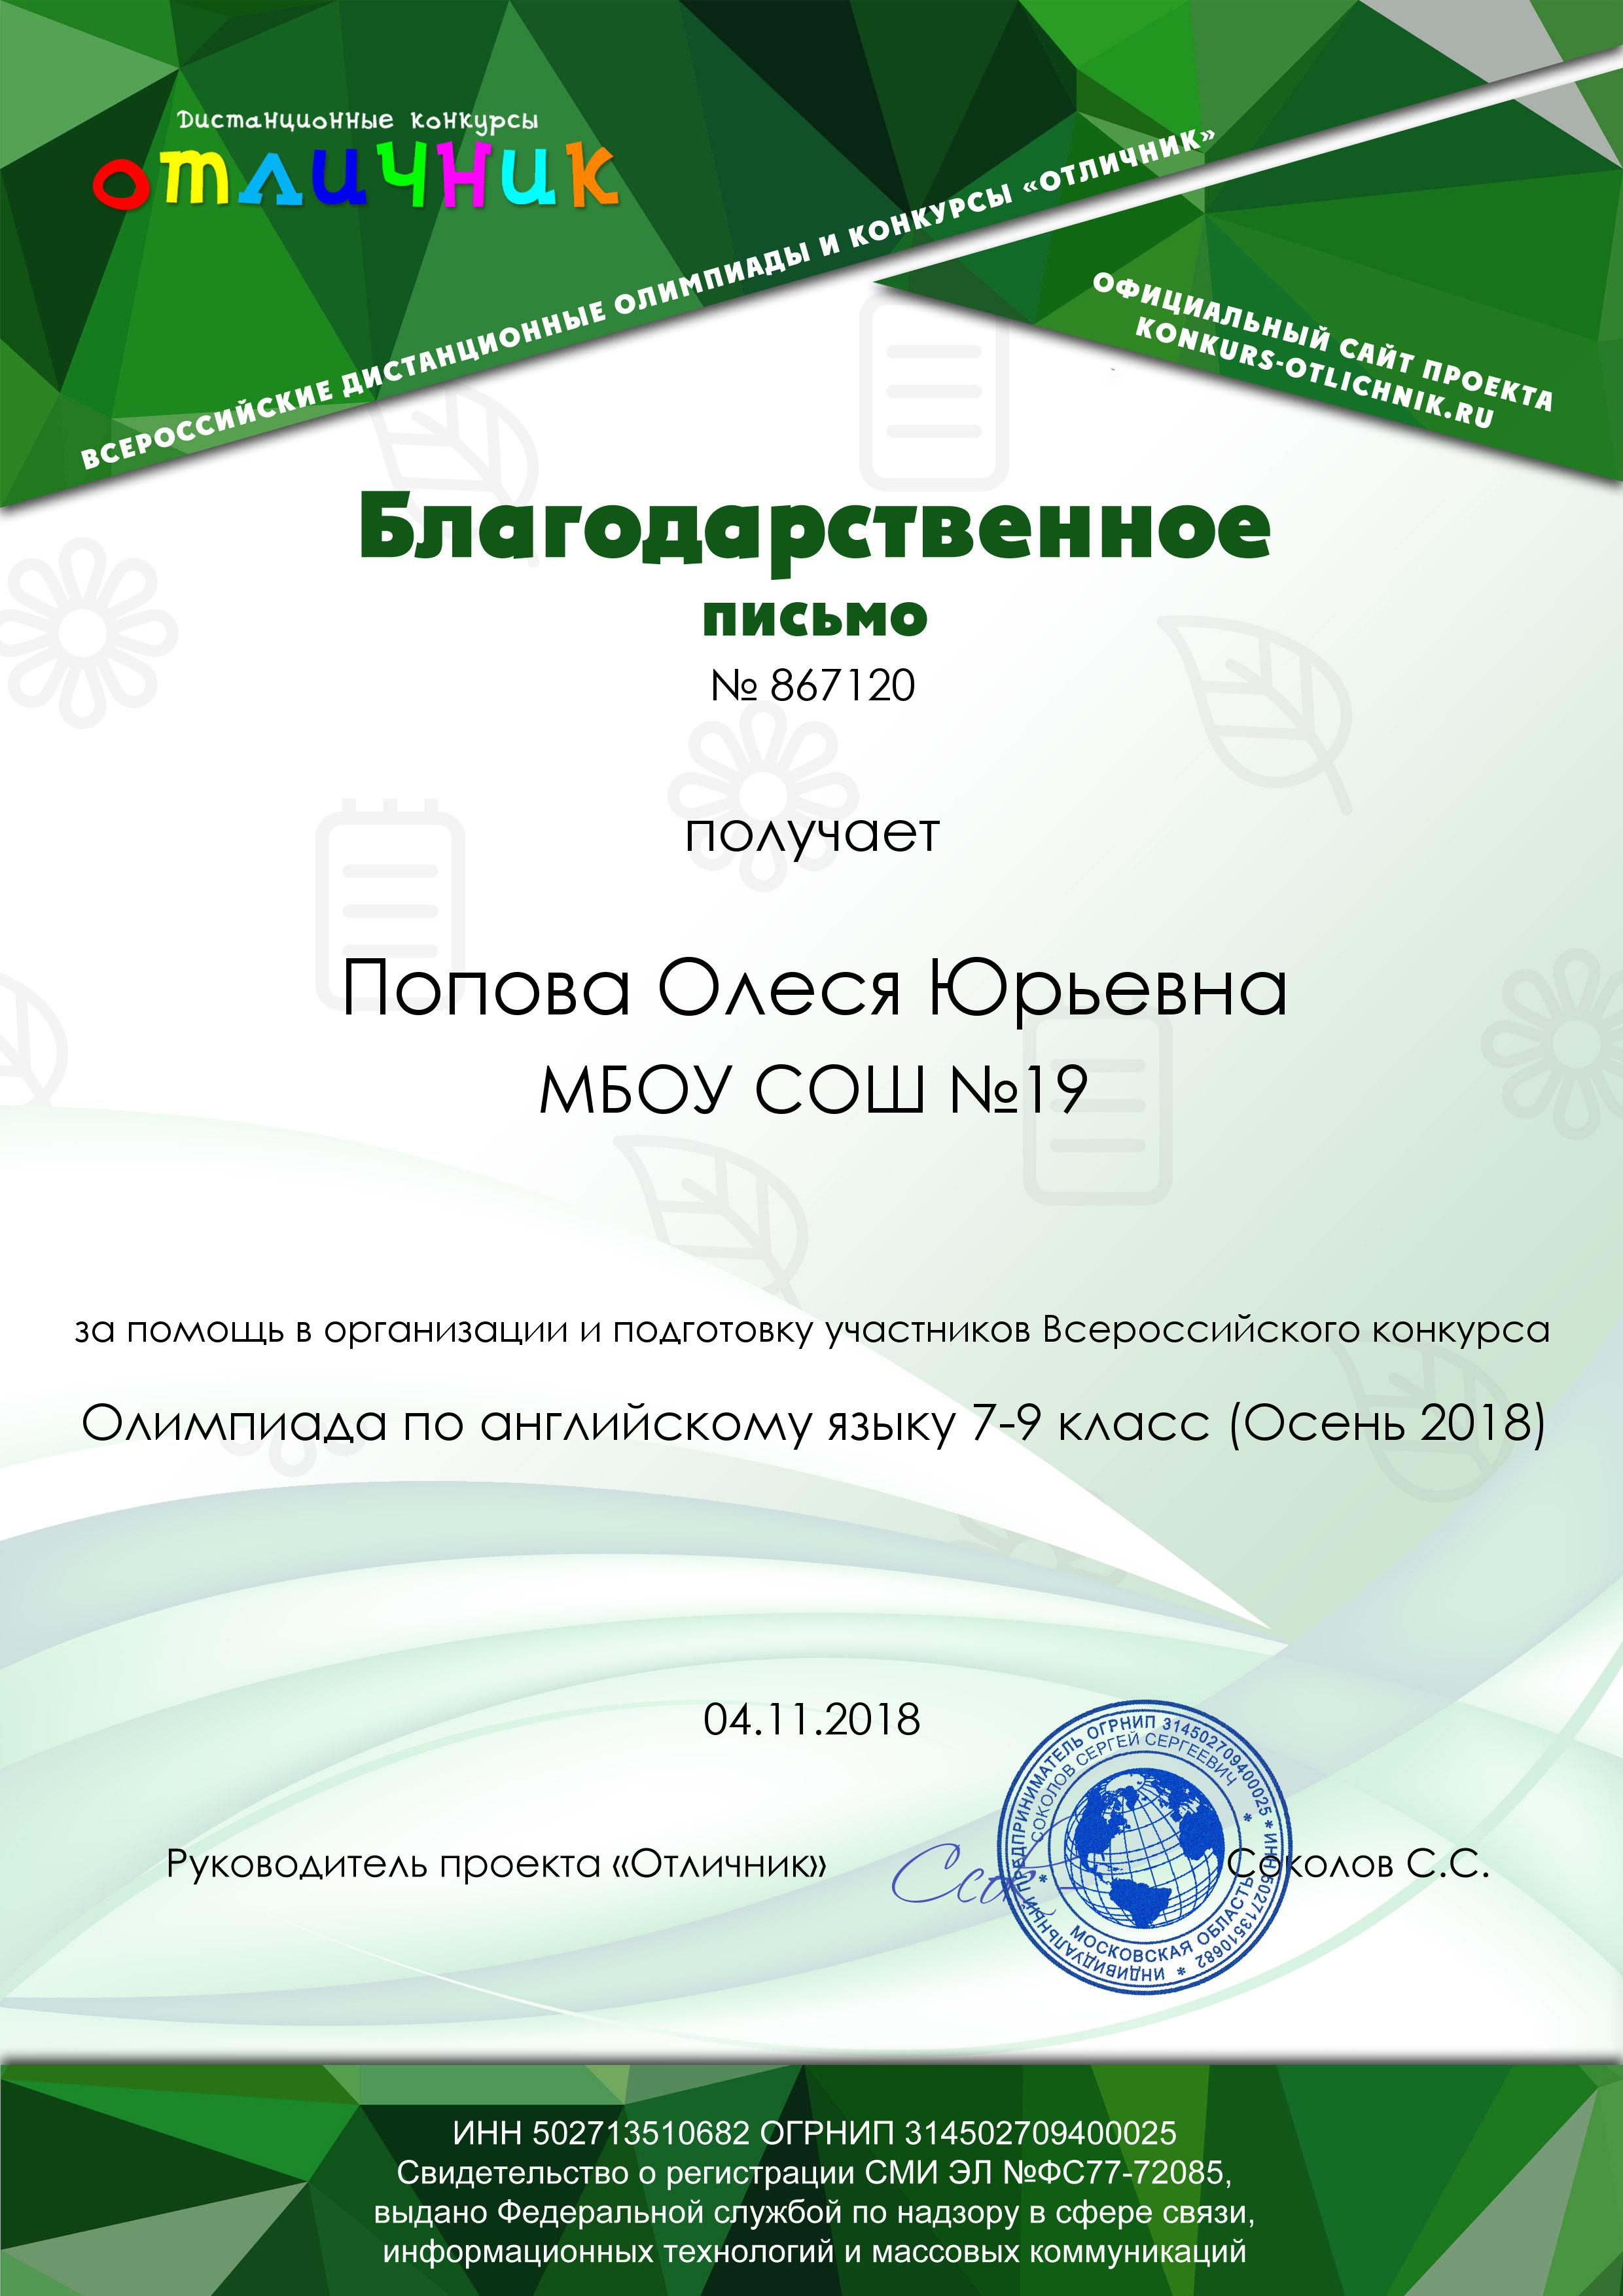 Дистанционные конкурсы
отличник
ВСЕРОССИЙСКИЕ ДИСТАНЦИОННЫЕ ОЛИМПИАДЫ И КОНКУРСЫ «ОТЛИЧНИК»
ОФИЦИАЛЬНЫЙ САЙТ ПРОЕКТА
KONKURS-OTLICHNIK.RU
Благодарственное
письмо
№ 867120
получает
Попова Олеся Юрьевна
МБОУ СОШ №19
за помощь в организации и подготовку участников Всероссийского конкурса
Олимпиада по английскому языку 7-9 класс (Осень 2018)
04.11.2018
Руководитель проекта «Отличник»
Ссок
Соколов С.С.
ИНДИВИДУАЛЬНЫЙ ПРЕДПРИНИМАТЕЛЬ ОГРНИП 314502709400025 * ИНН 502713510682 *
* СОКОЛОВ СЕРГЕЙ СЕРГЕЕВИЧ *
МОСКОВСКАЯ ОБЛАСТЬ
ИНН 502713510682 ОГРНИП 314502709400025
Свидетельство о регистрации СМИ ЭЛ №ФС77-72085,
выдано Федеральной службой по надзору в сфере связи,
информационных технологий и массовых коммуникаций